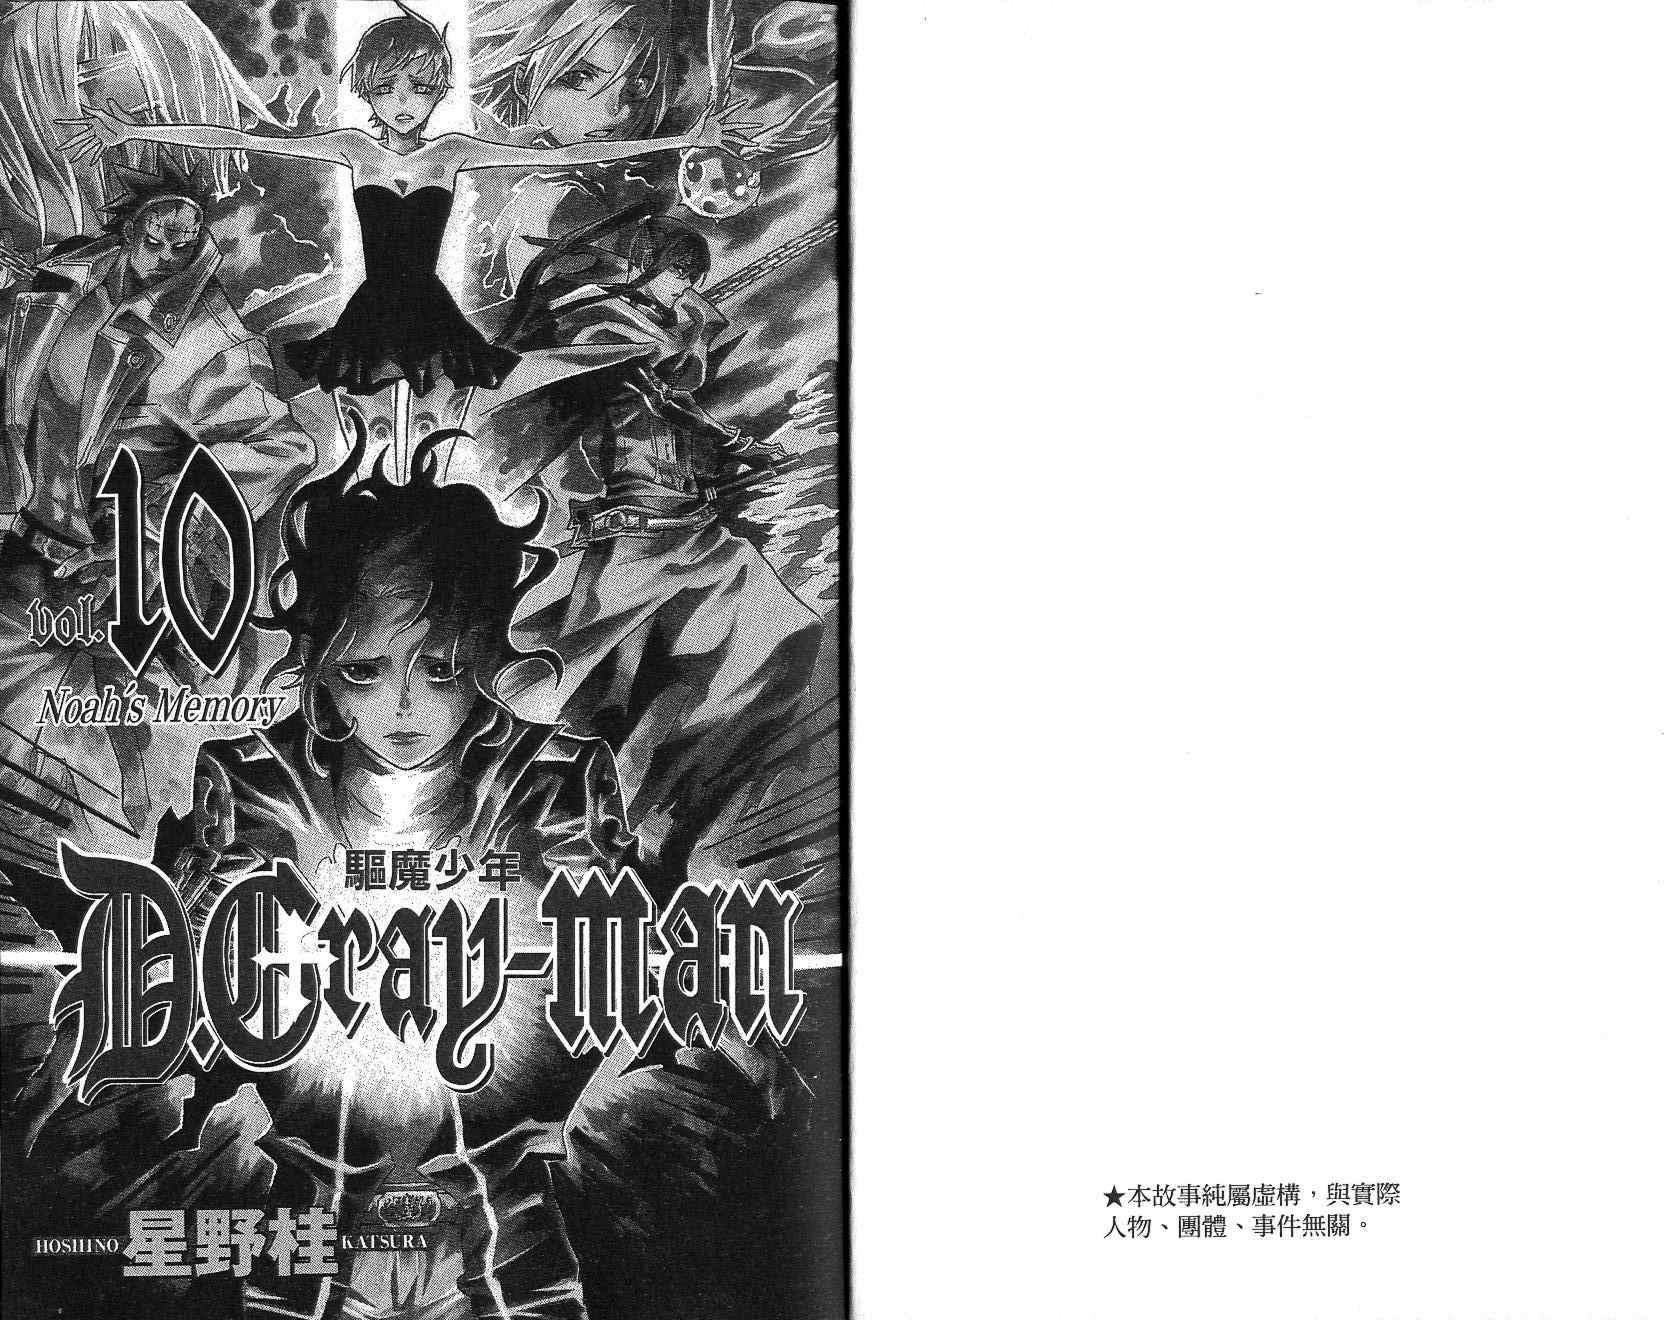 vol.10
Noah's Memory
驅魔少年
D.Gray-man
HOSHINO 星野桂 KATSURA
★本故事純屬虛構，與實際
人物、團體、事件無關。